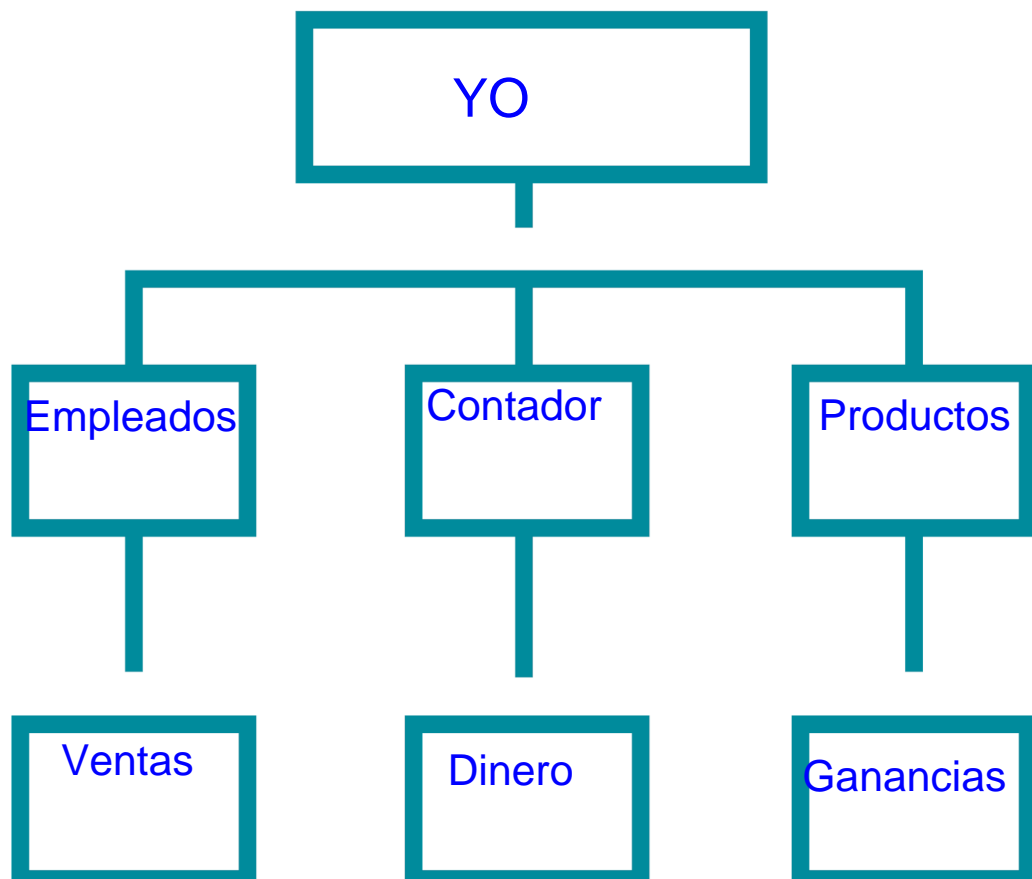 YO
Empleados
Contador
Productos
Ventas
Dinero
Ganancias